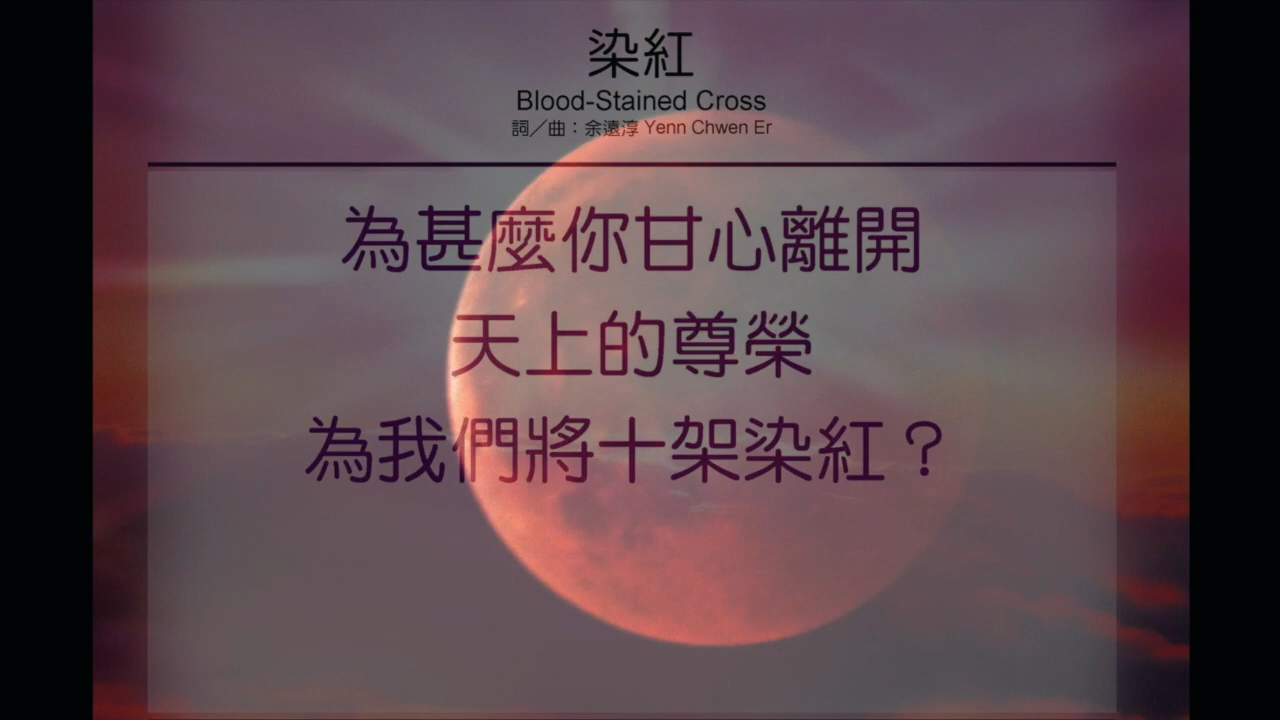 染紅
Blood-Stained Cross
詞／曲：余遠淳 Yenn Chwen Er
為甚麼你甘心離開
天上的尊榮
為我們將十架染紅？